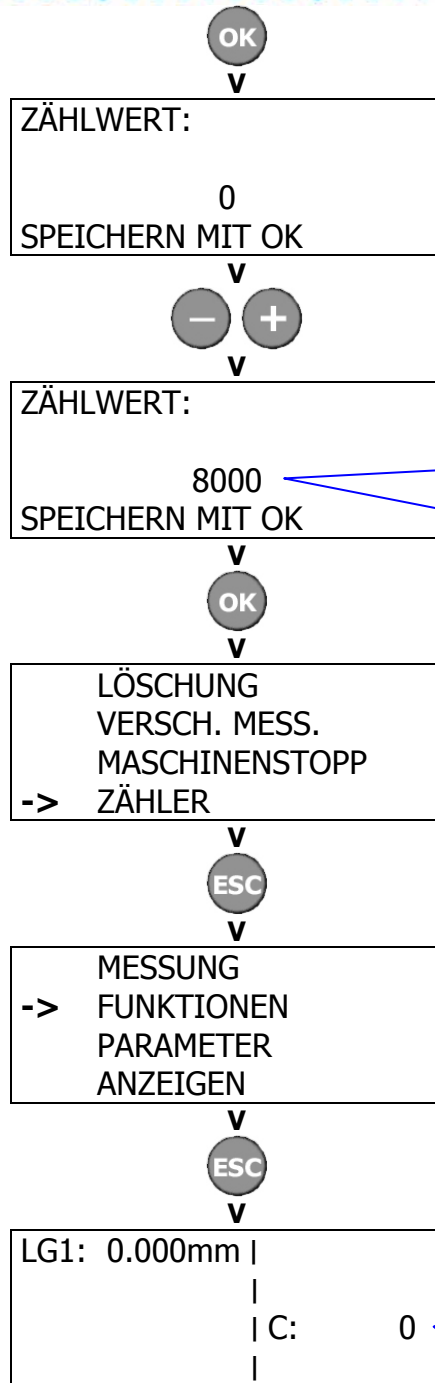 OK
v
ZÄHLWERT:
0
SPEICHERN MIT OK
v
– +
v
ZÄHLWERT:
8000
SPEICHERN MIT OK
v
OK
v
LÖSCHUNG
VERSCH. MESS.
MASCHINENSTOPP
-> ZÄHLER
v
ESC
v
MESSUNG
-> FUNKTIONEN
PARAMETER
ANZEIGEN
v
ESC
v
LG1: 0.000mm |
|
| C: 0
|